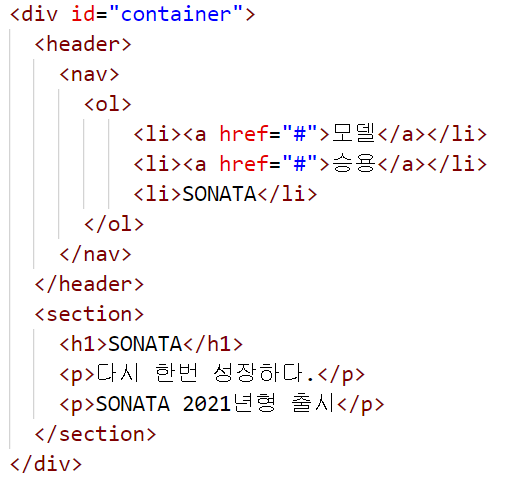 <div id="container">
<header>
<nav>
<ol>
<li><a href="#">모델</a></li>
<li><a href="#">승용</a></li>
<li>SONATA</li>
</ol>
</nav>
</header>
<section>
<h1>SONATA</h1>
<p>다시 한번 성장하다.</p>
<p>SONATA 2021년형 출시</p>
</section>
</div>